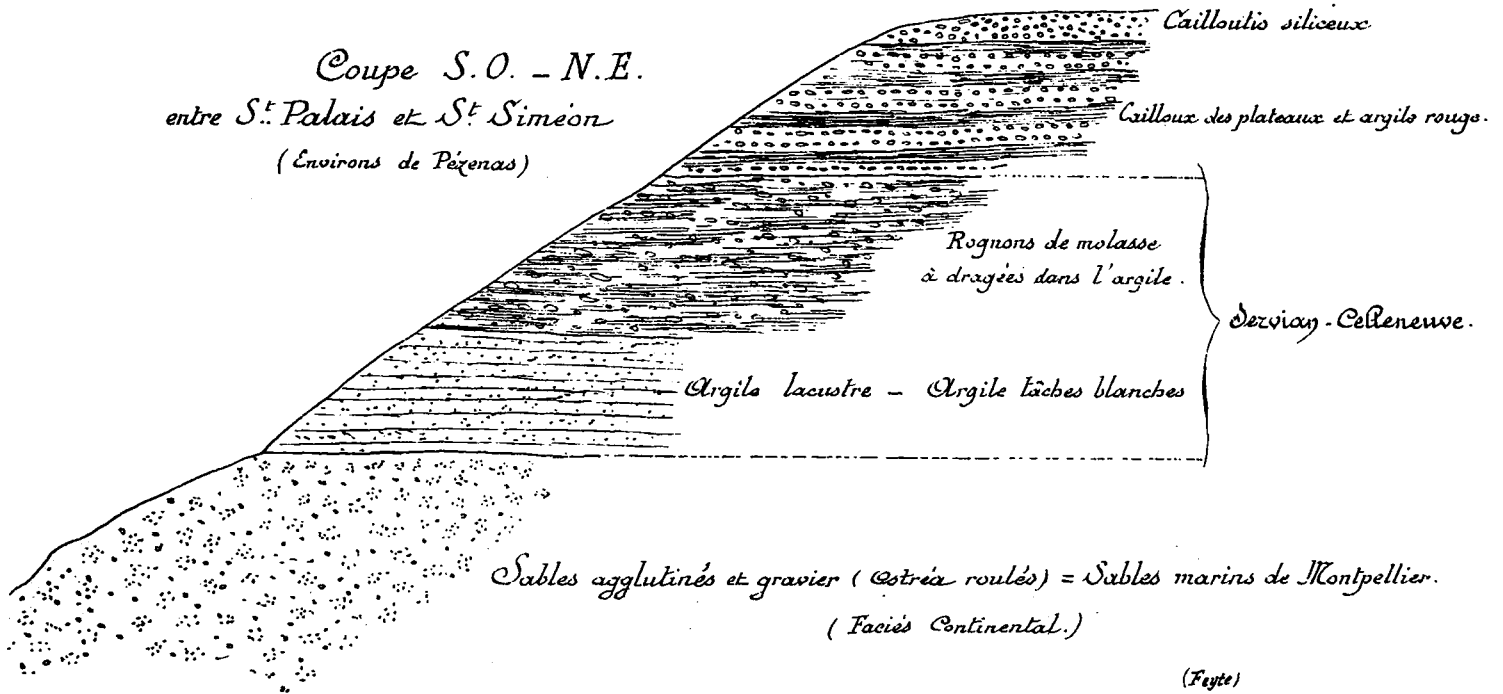 Coupe S.O. - N.E.
entre St. Palais et St. Siméon
(Environs de Pézenas)
Cailloutis siliceux
Cailloux des plateaux et argile rouge.
Rognons de molasse
à dragées dans l'argile.
Servian-Celleneuve.
Argile lacustre - Argile tâches blanches
Sables agglutinés et gravier (Ostréa roulés) = Sables marins de Montpellier.
(Faciés Continental.)
(Feyte)